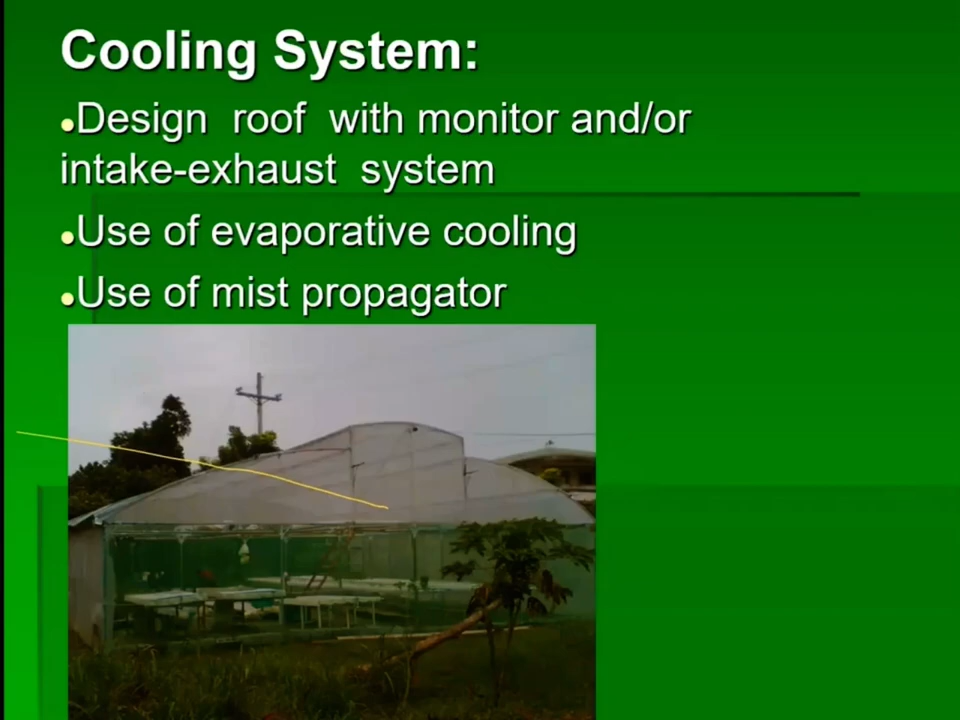 Cooling System:
●Design roof with monitor and/or
intake-exhaust system
●Use of evaporative cooling
●Use of mist propagator